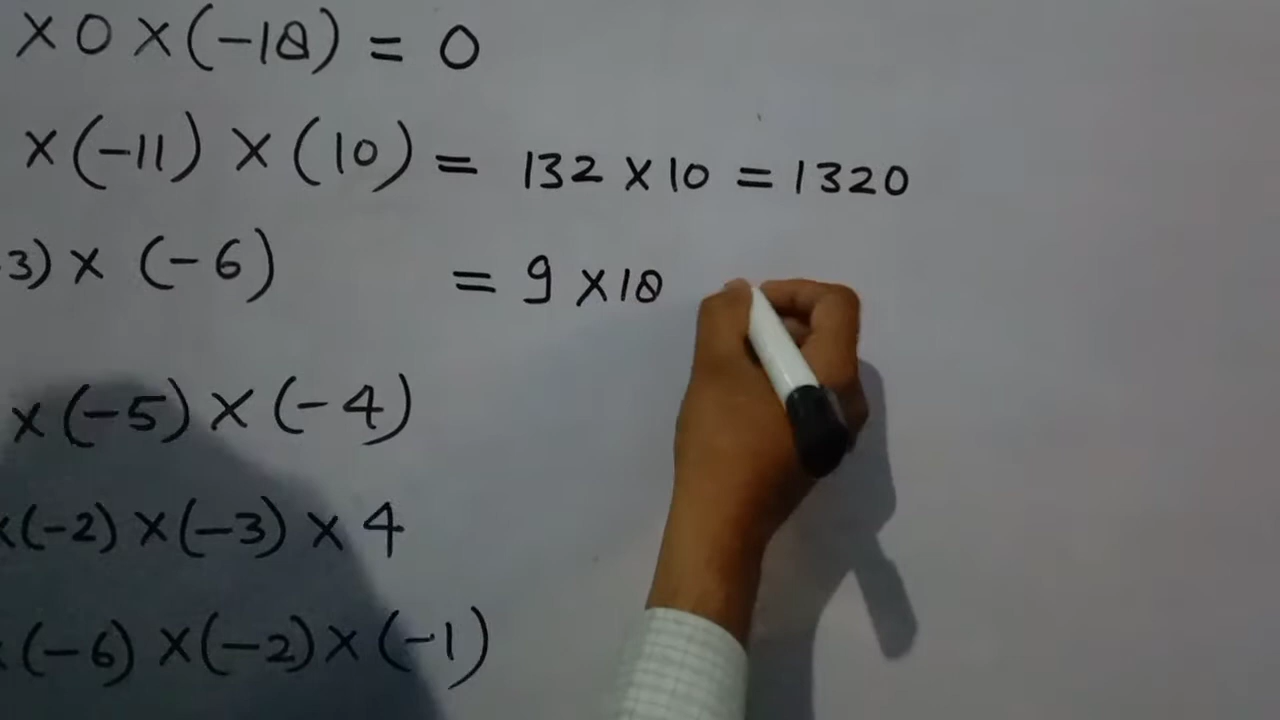 ×0×(-18) = 0
×(-11)×(10) = 132×10 = 1320
3)×(-6) = 9×18
×(-5)×(-4)
×(-2)×(-3)×4
×(-6)×(-2)×(-1)